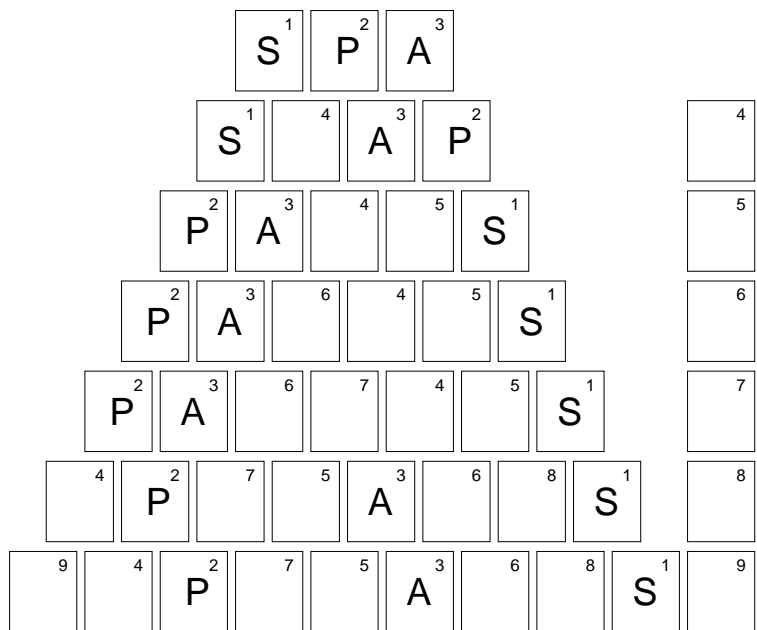 S 1 P 2 A 3
S 1 4 A 3 P 2 4
P 2 A 3 4 5 S 1 5
P 2 A 3 6 4 5 S 1 6
P 2 A 3 6 7 4 5 S 1 7
4 P 2 7 5 A 3 6 8 S 1 8
9 4 P 2 7 5 A 3 6 8 S 1 9